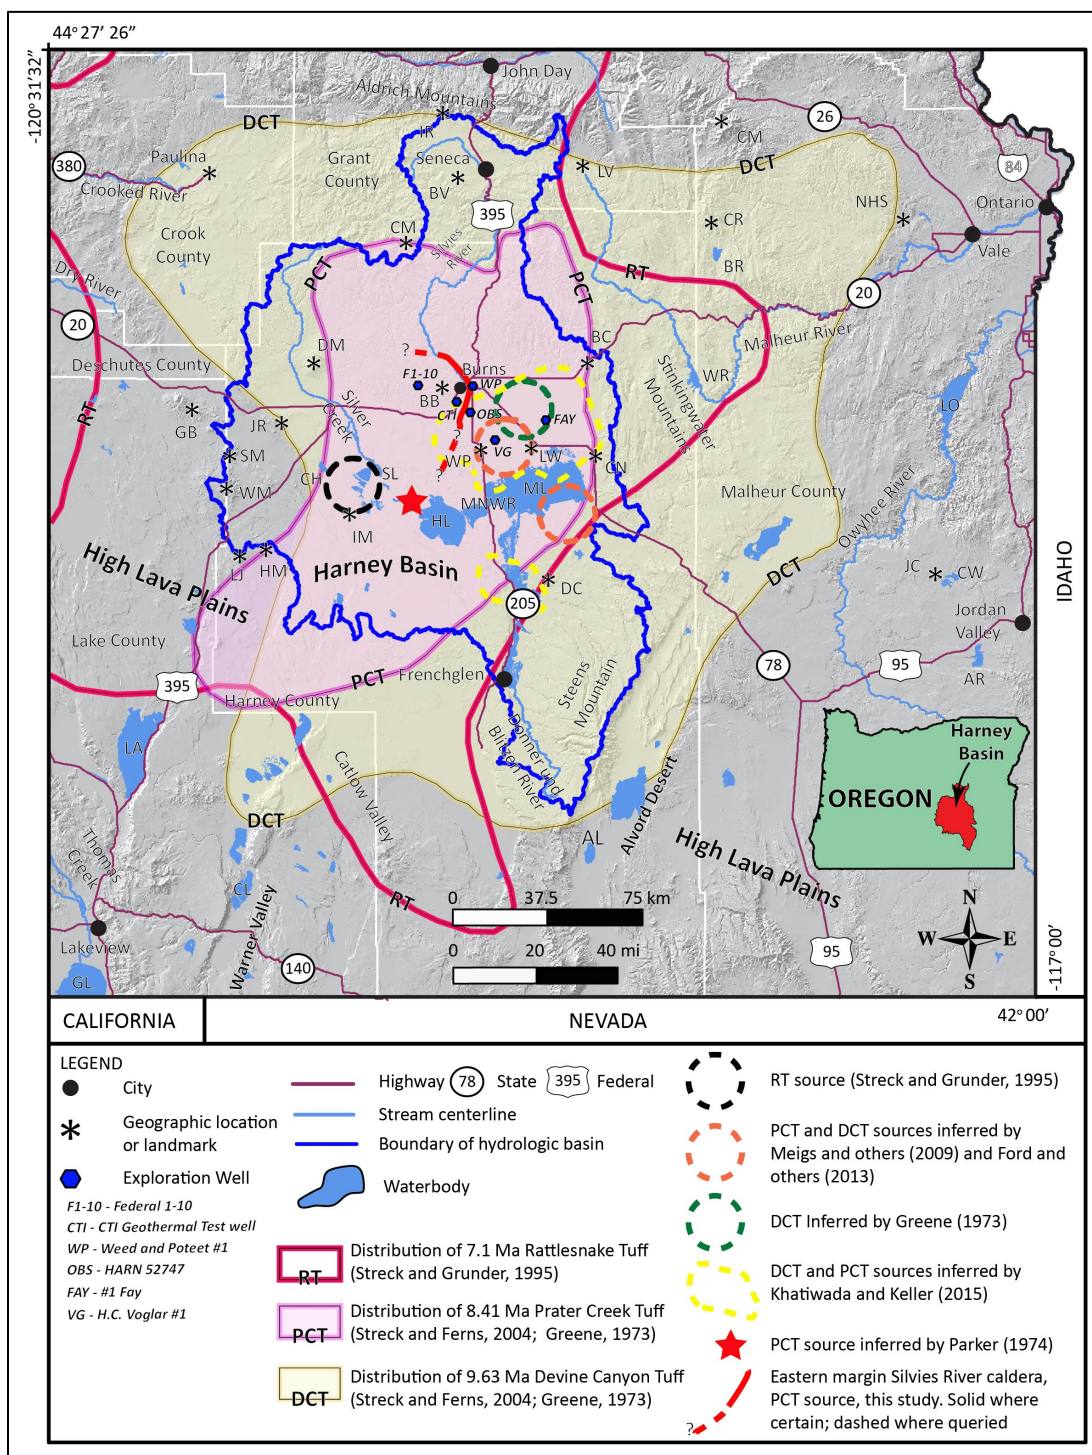 44° 27' 26”
-120° 31' 32”
John Day
Aldrich Mountains
DCT
IR
26
CM
Paulina
Grant
County
Seneca
BV
LV
DCT
84
380
Crooked River
395
CR
NHS
Ontario
Crook
County
CM
Silvies
River
BR
Vale
PCT
PCT
RT
20
Dry River
20
Malheur River
Deschutes County
DM
BC
?
F1-10
Burns
WP
BB
CTI
OBS
FAY
Stinkingwater
Mountains
WR
LO
RT
GB
JR
Silver
Creek
?
VG
WP
LW
CN
SM
WM
CH
SL
?
ML
MNWR
HL
IM
Malheur County
Owyhee River
High Lava Plains
LJ
HM
Harney Basin
DC
205
DCT
JC
CW
IDAHO
Jordan
Valley
Lake County
395
PCT
Frenchglen
78
95
AR
Harney County
Steens
Mountain
LA
Donner und
Blitzen River
Catlow Valley
Harney
Basin
OREGON
DCT
AL
Alvord Desert
High Lava Plains
Thomas
Creek
CL
Warner Valley
RT
0 37.5 75 km
0 20 40 mi
N
W E
S
Lakeview
GL
140
95
-117° 00'
CALIFORNIA
NEVADA
42° 00'
LEGEND
City
Geographic location
or landmark
Exploration Well
F1-10 - Federal 1-10
CTI - CTI Geothermal Test well
WP - Weed and Poteet #1
OBS - HARN 52747
FAY - #1 Fay
VG - H.C. Voglar #1
Highway 78 State 395 Federal
Stream centerline
Boundary of hydrologic basin
Waterbody
RT
Distribution of 7.1 Ma Rattlesnake Tuff
(Streck and Grunder, 1995)
PCT
Distribution of 8.41 Ma Prater Creek Tuff
(Streck and Ferns, 2004; Greene, 1973)
DCT
Distribution of 9.63 Ma Devine Canyon Tuff
(Streck and Ferns, 2004; Greene, 1973)
RT source (Streck and Grunder, 1995)
PCT and DCT sources inferred by
Meigs and others (2009) and Ford and
others (2013)
DCT Inferred by Greene (1973)
DCT and PCT sources inferred by
Khatiwada and Keller (2015)
PCT source inferred by Parker (1974)
Eastern margin Silvies River caldera,
PCT source, this study. Solid where
certain; dashed where queried
?